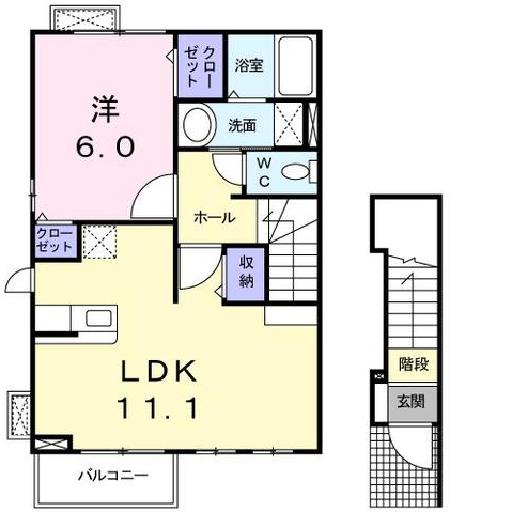 クロー
ゼット
浴室
洋
6.0
洗面
WC
ホール
クロー
ゼット
収納
LDK
11.1
階段
玄関
バルコニー